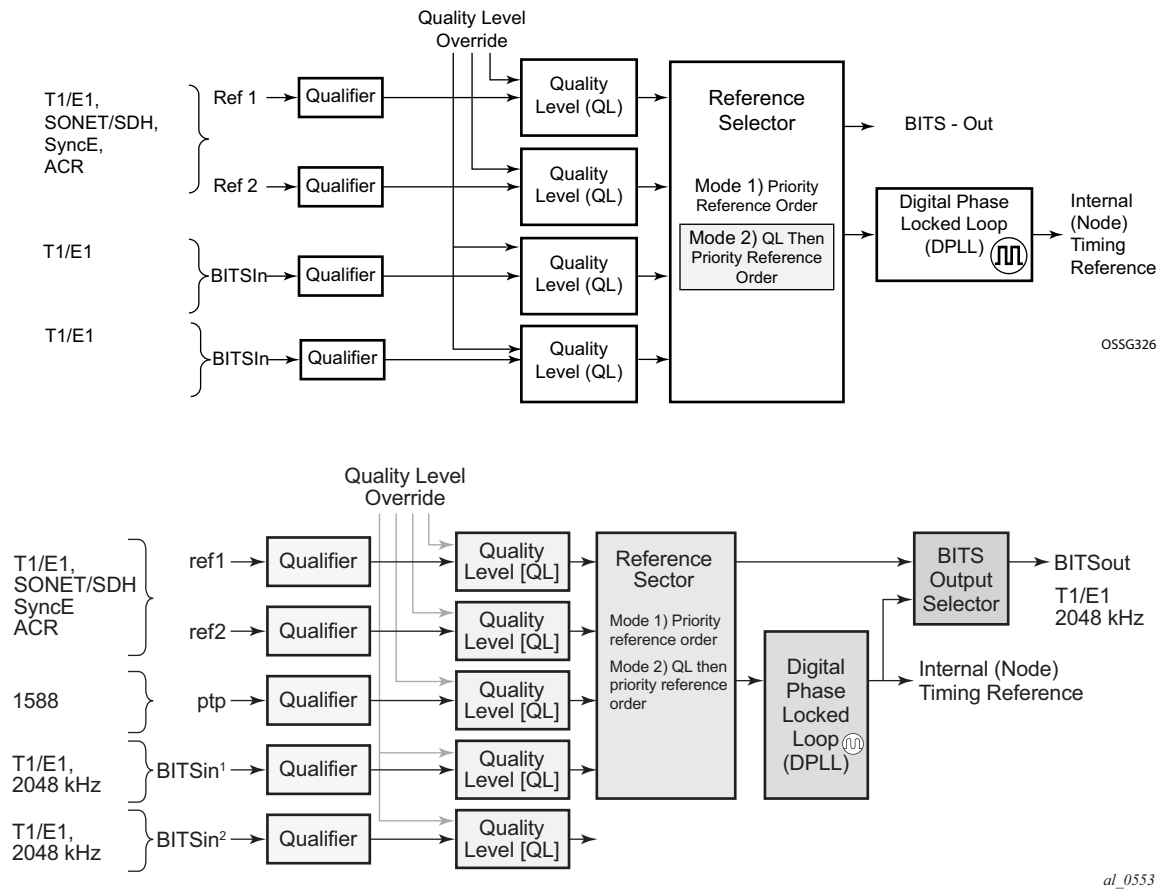 Quality Level
Override
T1/E1,
SONET/SDH,
SyncE,
ACR
Ref 1
Qualifier
Quality
Level (QL)
Ref 2
Qualifier
Quality
Level (QL)
T1/E1
BITSIn
Qualifier
Quality
Level (QL)
T1/E1
BITSIn
Qualifier
Quality
Level (QL)
Reference
Selector
Mode 1) Priority
Reference Order
Mode 2) QL Then
Priority Reference
Order
BITS - Out
Digital Phase
Locked Loop
(DPLL)
Internal
(Node)
Timing
Reference
OSSG326
Quality Level
Override
T1/E1,
SONET/SDH
SyncE
ACR
ref1
Qualifier
Quality
Level [QL]
ref2
Qualifier
Quality
Level [QL]
1588
ptp
Qualifier
Quality
Level [QL]
T1/E1,
2048 kHz
BITSin¹
Qualifier
Quality
Level [QL]
T1/E1,
2048 kHz
BITSin²
Qualifier
Quality
Level [QL]
Reference
Sector
Mode 1) Priority
reference order
Mode 2) QL then
priority reference
order
Digital
Phase
Locked
Loop
(DPLL)
BITS
Output
Selector
BITSout
T1/E1
2048 kHz
Internal (Node)
Timing Reference
al_0553